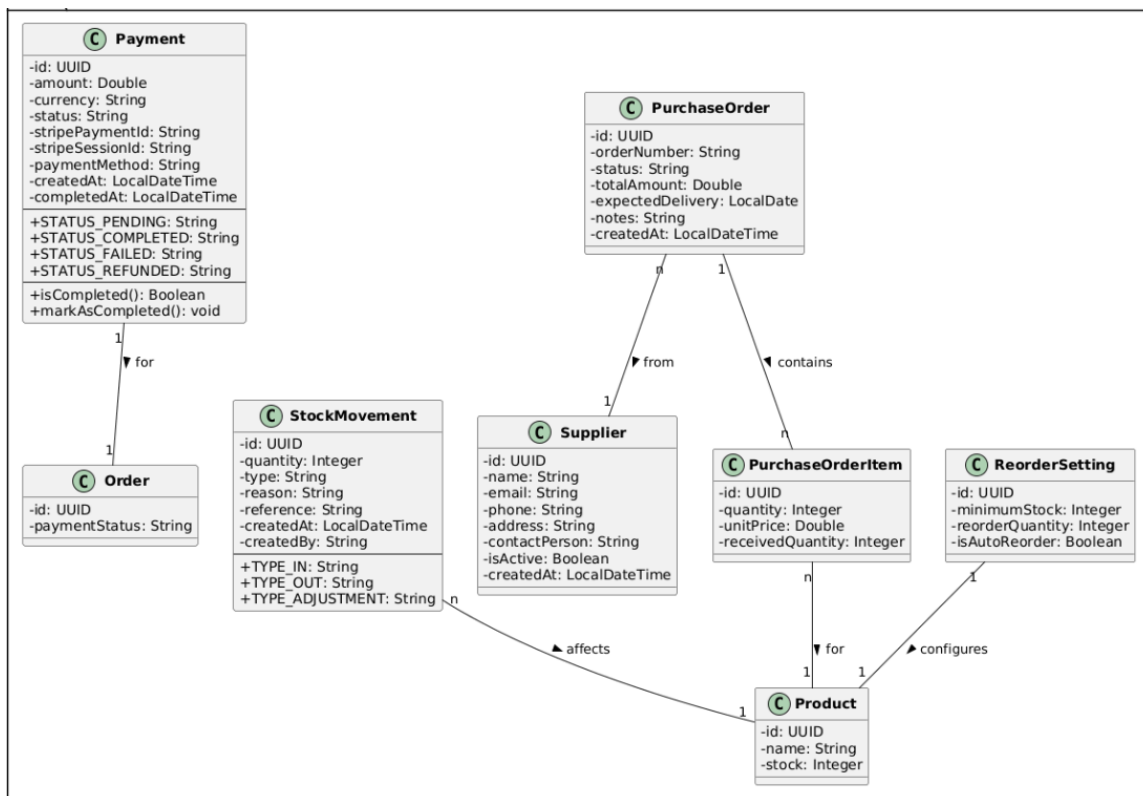 C Payment
-id: UUID
-amount: Double
-currency: String
-status: String
-stripePaymentId: String
-stripeSessionId: String
-paymentMethod: String
-createdAt: LocalDateTime
-completedAt: LocalDateTime
+STATUS_PENDING: String
+STATUS_COMPLETED: String
+STATUS_FAILED: String
+STATUS_REFUNDED: String
+isCompleted(): Boolean
+markAsCompleted(): void
C PurchaseOrder
-id: UUID
-orderNumber: String
-status: String
-totalAmount: Double
-expectedDelivery: LocalDate
-notes: String
-createdAt: LocalDateTime
1
for
1
n
from
1
1
contains
n
C Order
-id: UUID
-paymentStatus: String
C StockMovement
-id: UUID
-quantity: Integer
-type: String
-reason: String
-reference: String
-createdAt: LocalDateTime
-createdBy: String
+TYPE_IN: String
+TYPE_OUT: String
+TYPE_ADJUSTMENT: String
C Supplier
-id: UUID
-name: String
-email: String
-phone: String
-address: String
-contactPerson: String
-isActive: Boolean
-createdAt: LocalDateTime
C PurchaseOrderItem
-id: UUID
-quantity: Integer
-unitPrice: Double
-receivedQuantity: Integer
C ReorderSetting
-id: UUID
-minimumStock: Integer
-reorderQuantity: Integer
-isAutoReorder: Boolean
n
affects
1
n
for
1
1
configures
1
C Product
-id: UUID
-name: String
-stock: Integer